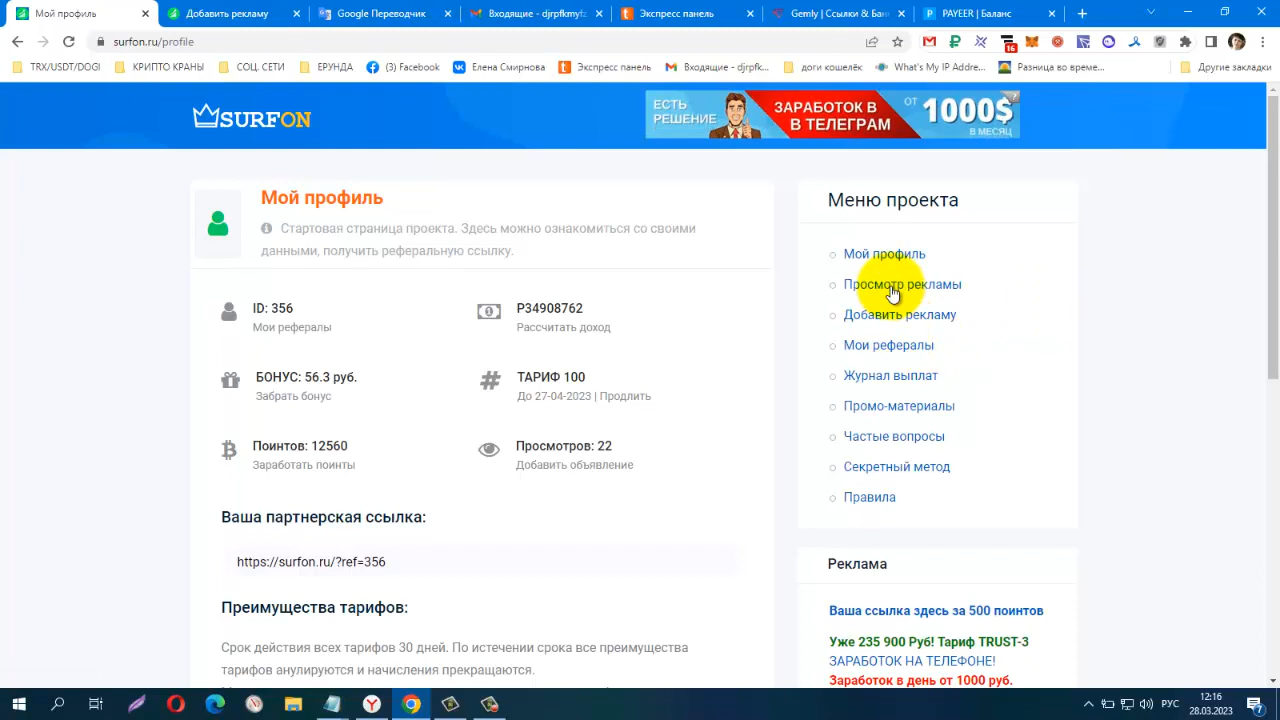 Мой профиль
Добавить рекламу
Google Переводчик
Входящие - djrpfkmyfz
Экспресс панель
Gemly | Ссылки & Бан
PAYEER | Баланс
surfon.ru/profile
16
TRX/USDT/DOGI
КРИПТО КРАНЫ
СОЦ. СЕТИ
ЕРУНДА
(3) Facebook
Елена Смирнова
Экспресс панель
Входящие - djrpfk...
доги кошелёк
What's My IP Addre...
Разница во време...
Другие закладки
SURFON
ЕСТЬ
РЕШЕНИЕ
ЗАРАБОТОК В
В ТЕЛЕГРАМ
ОТ 1000$
В МЕСЯЦ
Мой профиль
Стартовая страница проекта. Здесь можно ознакомиться со своими
данными, получить реферальную ссылку.
ID: 356
Мои рефералы
P34908762
Рассчитать доход
БОНУС: 56.3 руб.
Забрать бонус
ТАРИФ 100
До 27-04-2023 | Продлить
Поинтов: 12560
Заработать поинты
Просмотров: 22
Добавить объявление
Ваша партнерская ссылка:
https://surfon.ru/?ref=356
Преимущества тарифов:
Срок действия всех тарифов 30 дней. По истечении срока все преимущества
тарифов анулируются и начисления прекращаются.
Меню проекта
Мой профиль
Просмотр рекламы
Добавить рекламу
Мои рефералы
Журнал выплат
Промо-материалы
Частые вопросы
Секретный метод
Правила
Реклама
Ваша ссылка здесь за 500 поинтов
Уже 235 900 Руб! Тариф TRUST-3
ЗАРАБОТОК НА ТЕЛЕФОНЕ!
Заработок в день от 1000 руб.
РУС
12:16
28.03.2023
7